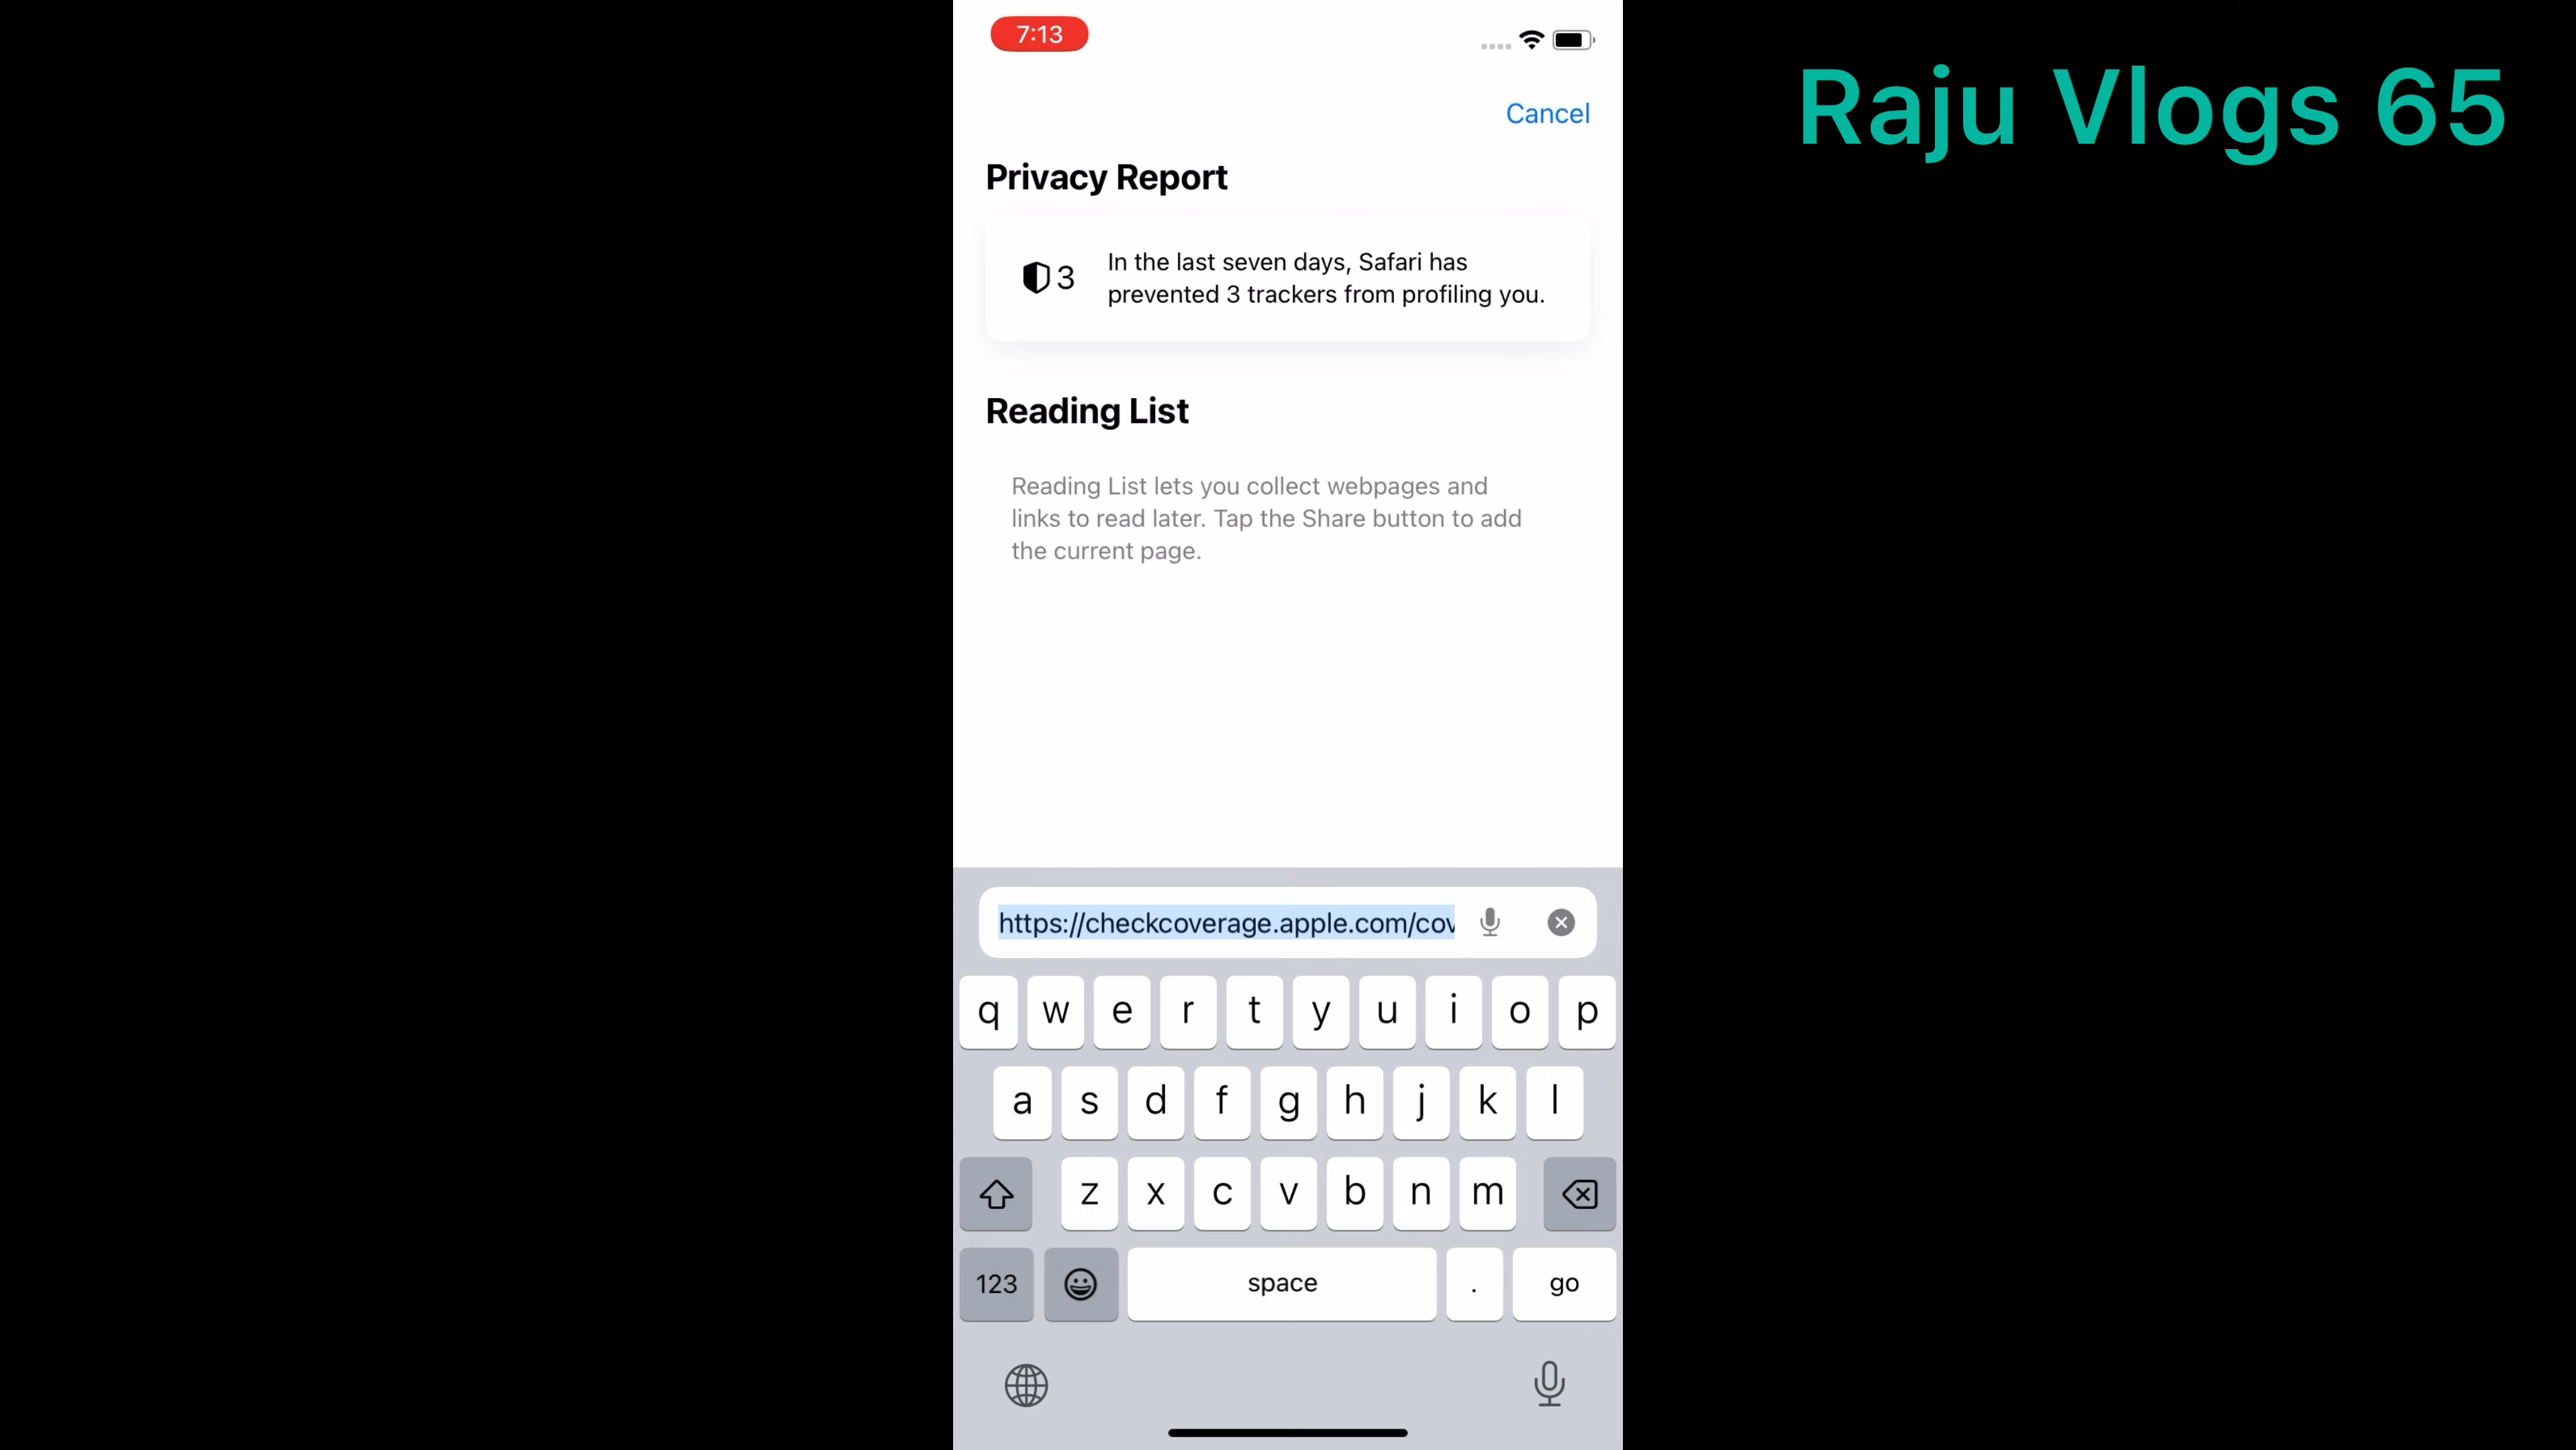 7:13
Raju Vlogs 65
Cancel
Privacy Report
3
In the last seven days, Safari has
prevented 3 trackers from profiling you.
Reading List
Reading List lets you collect webpages and
links to read later. Tap the Share button to add
the current page.
https://checkcoverage.apple.com/cov
q w e r t y u i o p
a s d f g h j k l
z x c v b n m
123 space . go